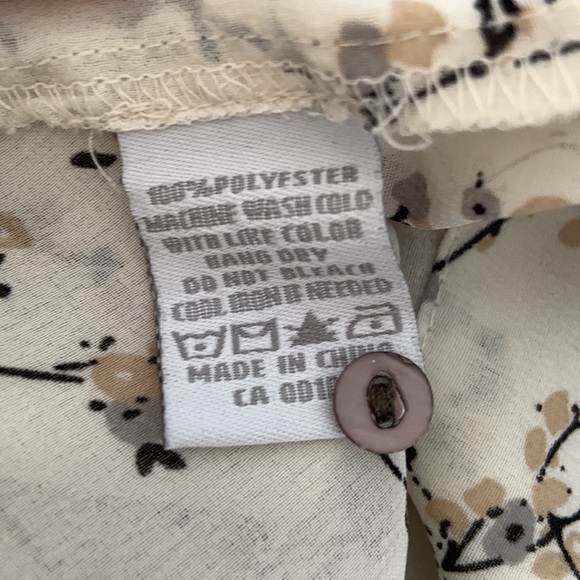 100% POLYESTER
MACHINE WASH COLD
WITH LIKE COLOR
HANG DRY
DO NOT BLEACH
COOL IRON IF NEEDED
MADE IN CHINA
CA